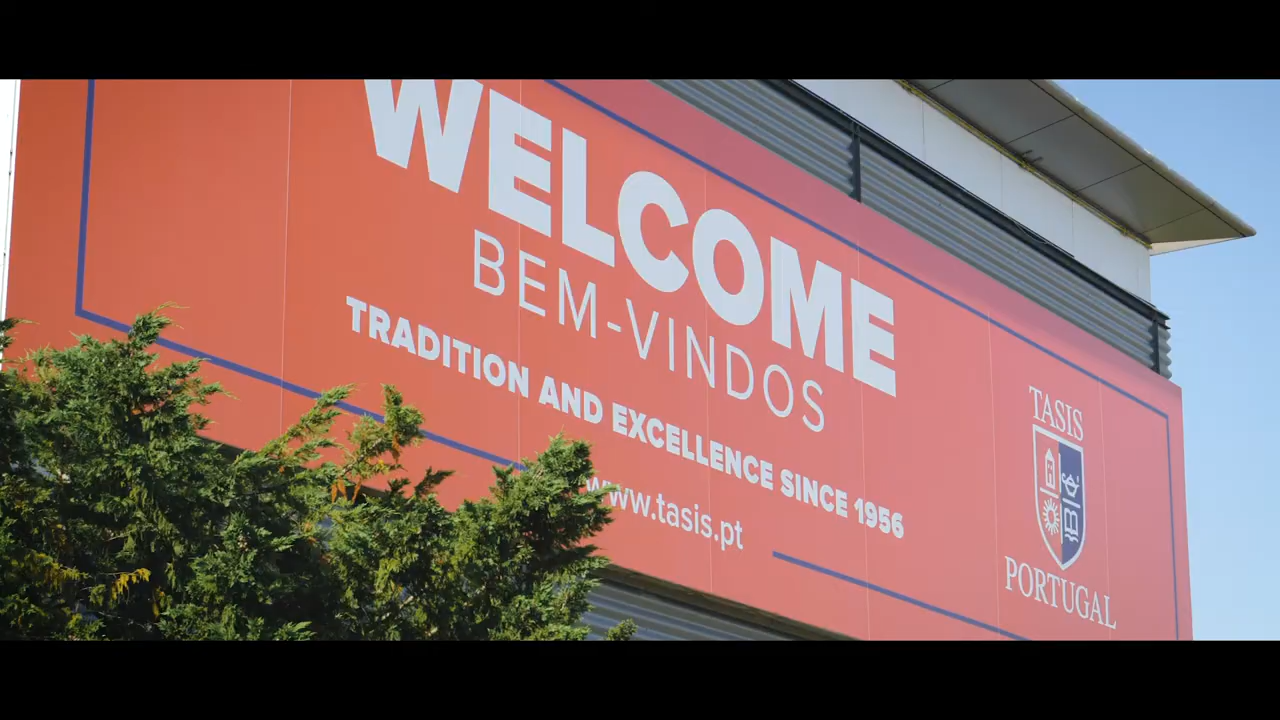 WELCOME
BEM-VINDOS
TRADITION AND EXCELLENCE SINCE 1956
www.tasis.pt
TASIS
PORTUGAL